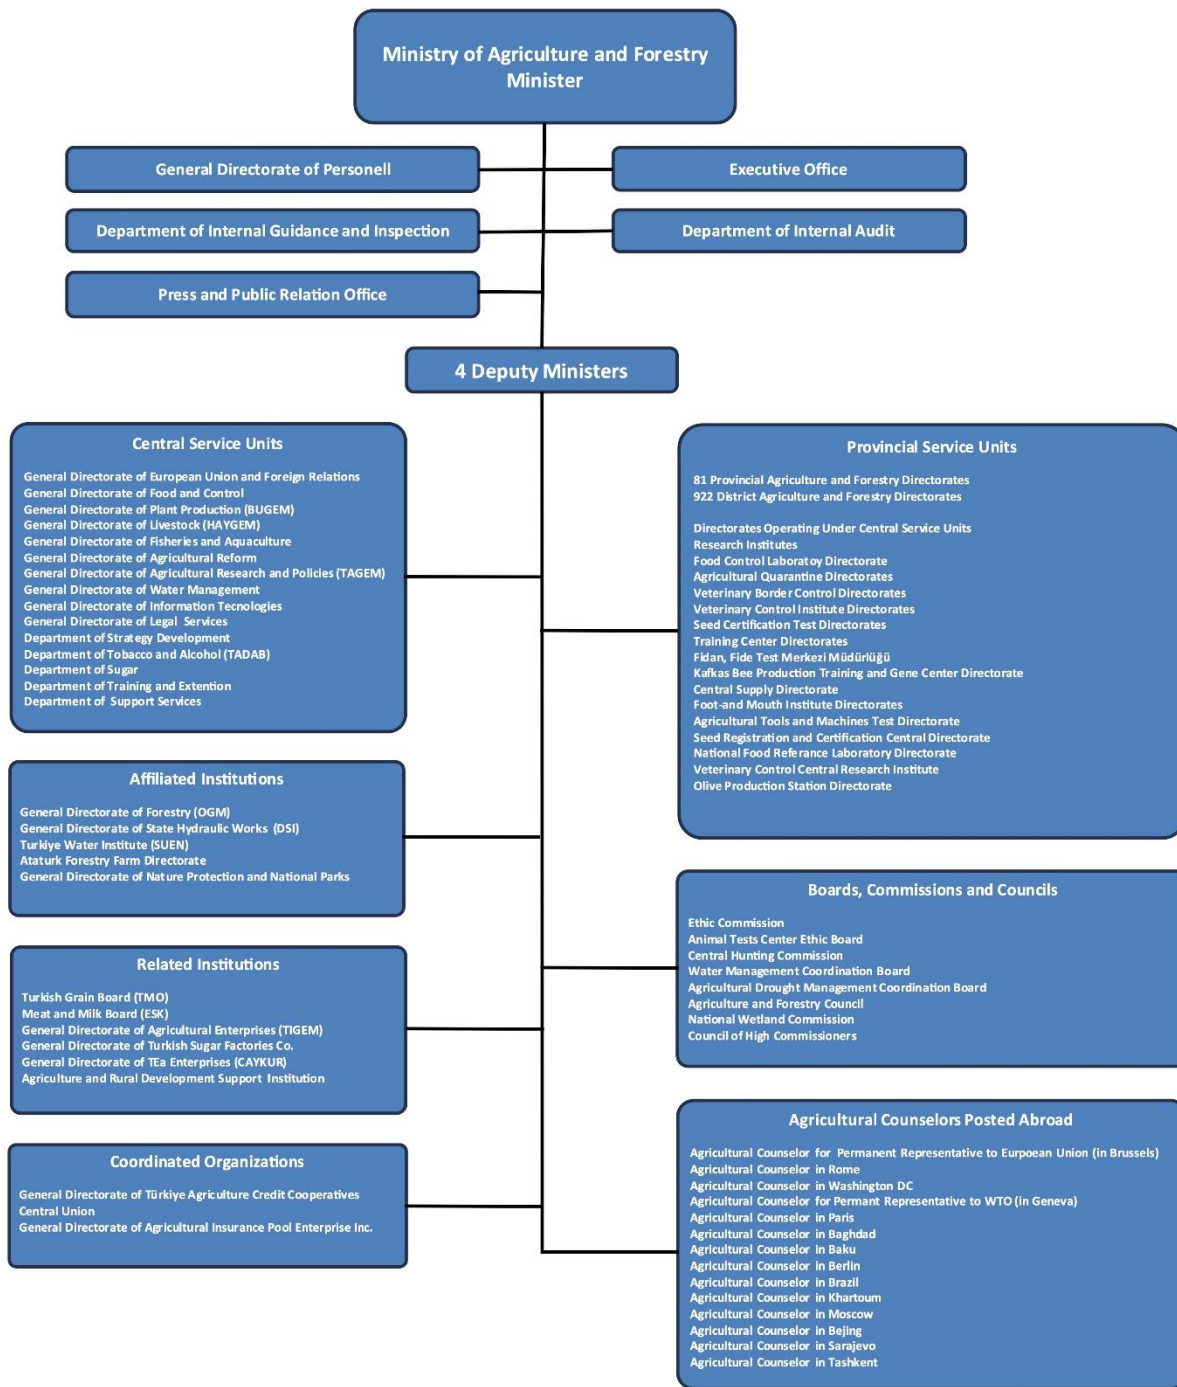 Ministry of Agriculture and Forestry
Minister
General Directorate of Personell
Executive Office
Department of Internal Guidance and Inspection
Department of Internal Audit
Press and Public Relation Office
4 Deputy Ministers
Central Service Units
General Directorate of European Union and Foreign Relations
General Directorate of Food and Control
General Directorate of Plant Production (BUGEM)
General Directorate of Livestock (HAYGEM)
General Directorate of Fisheries and Aquaculture
General Directorate of Agricultural Reform
General Directorate of Agricultural Research and Policies (TAGEM)
General Directorate of Water Management
General Directorate of Information Tecnologies
General Directorate of Legal Services
Department of Strategy Development
Department of Tobacco and Alcohol (TADAB)
Department of Sugar
Department of Training and Extention
Department of Support Services
Provincial Service Units
81 Provincial Agriculture and Forestry Directorates
922 District Agriculture and Forestry Directorates
Directorates Operating Under Central Service Units
Research Institutes
Food Control Laboratoy Directorate
Agricultural Quarantine Directorates
Veterinary Border Control Directorates
Veterinary Control Institute Directorates
Seed Certification Test Directorates
Training Center Directorates
Fidan, Fide Test Merkezi Müdürlüğü
Kafkas Bee Production Training and Gene Center Directorate
Central Supply Directorate
Foot-and Mouth Institute Directorates
Agricultural Tools and Machines Test Directorate
Seed Registration and Certification Central Directorate
National Food Referance Laboratory Directorate
Veterinary Control Central Research Institute
Olive Production Station Directorate
Affiliated Institutions
General Directorate of Forestry (OGM)
General Directorate of State Hydraulic Works (DSI)
Turkiye Water Institute (SUEN)
Ataturk Forestry Farm Directorate
General Directorate of Nature Protection and National Parks
Boards, Commissions and Councils
Ethic Commission
Animal Tests Center Ethic Board
Central Hunting Commission
Water Management Coordination Board
Agricultural Drought Management Coordination Board
Agriculture and Forestry Council
National Wetland Commission
Council of High Commissioners
Related Institutions
Turkish Grain Board (TMO)
Meat and Milk Board (ESK)
General Directorate of Agricultural Enterprises (TIGEM)
General Directorate of Turkish Sugar Factories Co.
General Directorate of TEa Enterprises (CAYKUR)
Agriculture and Rural Development Support Institution
Agricultural Counselors Posted Abroad
Agricultural Counselor for Permanent Representative to Eurpoean Union (in Brussels)
Agricultural Counselor in Rome
Agricultural Counselor in Washington DC
Agricultural Counselor for Permant Representative to WTO (in Geneva)
Agricultural Counselor in Paris
Agricultural Counselor in Baghdad
Agricultural Counselor in Baku
Agricultural Counselor in Berlin
Agricultural Counselor in Brazil
Agricultural Counselor in Khartoum
Agricultural Counselor in Moscow
Agricultural Counselor in Bejing
Agricultural Counselor in Sarajevo
Agricultural Counselor in Tashkent
Coordinated Organizations
General Directorate of Türkiye Agriculture Credit Cooperatives
Central Union
General Directorate of Agricultural Insurance Pool Enterprise Inc.